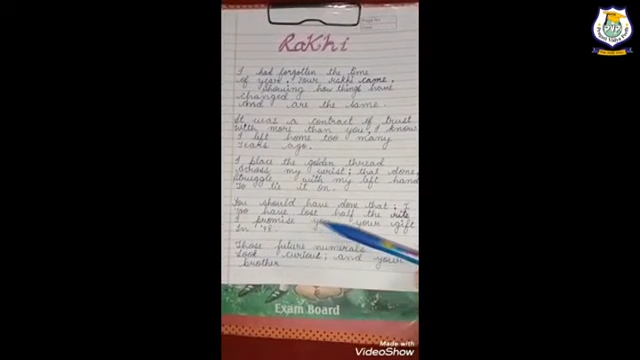 Rakhi
I had forgotten the time
of year. Your rakhi came,
showing how things have
changed
And are the same.
It was a contract of trust
With more than you, I know
I left home too many
Years ago.
I place the golden thread
Across my wrist; that done,
Struggle with my left hand
To tie it on.
You should have done that; I
Too have lost half the rite
I promise your gift
In '98.
Those future numerals
Look curious; and your
brother
Exam Board
Made with
VideoShow